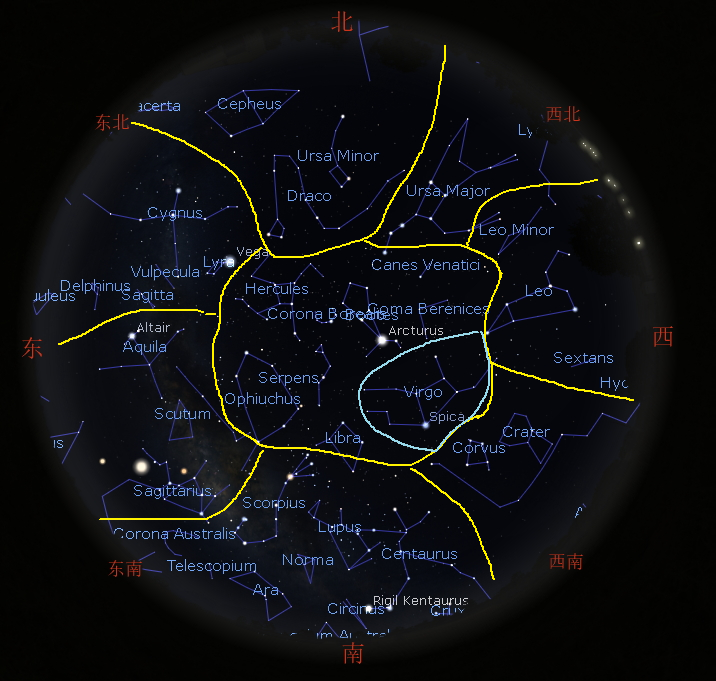 北
Cepheus
acerta
东北
西北
Ly
Ursa Minor
Draco
Ursa Major
Cygnus
Leo Minor
Vega
Lyra
Canes Venatici
Vulpecula
Delphinus
Hercules
Leo
uuleus
Sagitta
Corona Borealis
Bootes
Coma Berenices
Altair
Arcturus
东
西
Aquila
Sextans
Serpens
Hyd
Virgo
Ophiuchus
Scutum
Spica
Crater
Libra
is
Corvus
Sagittarius
Scorpius
Lupus
Corona Australis
Centaurus
Norma
东南
Telescopium
西南
Ara
Rigil Kentaurus
Circinus
南